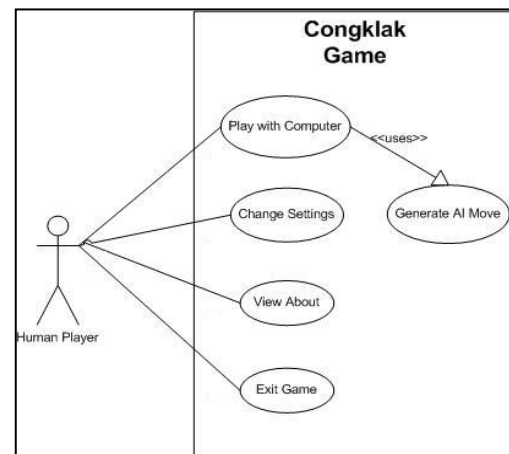 Congklak
Game
Play with Computer
<<uses>>
Change Settings
Generate AI Move
View About
Human Player
Exit Game